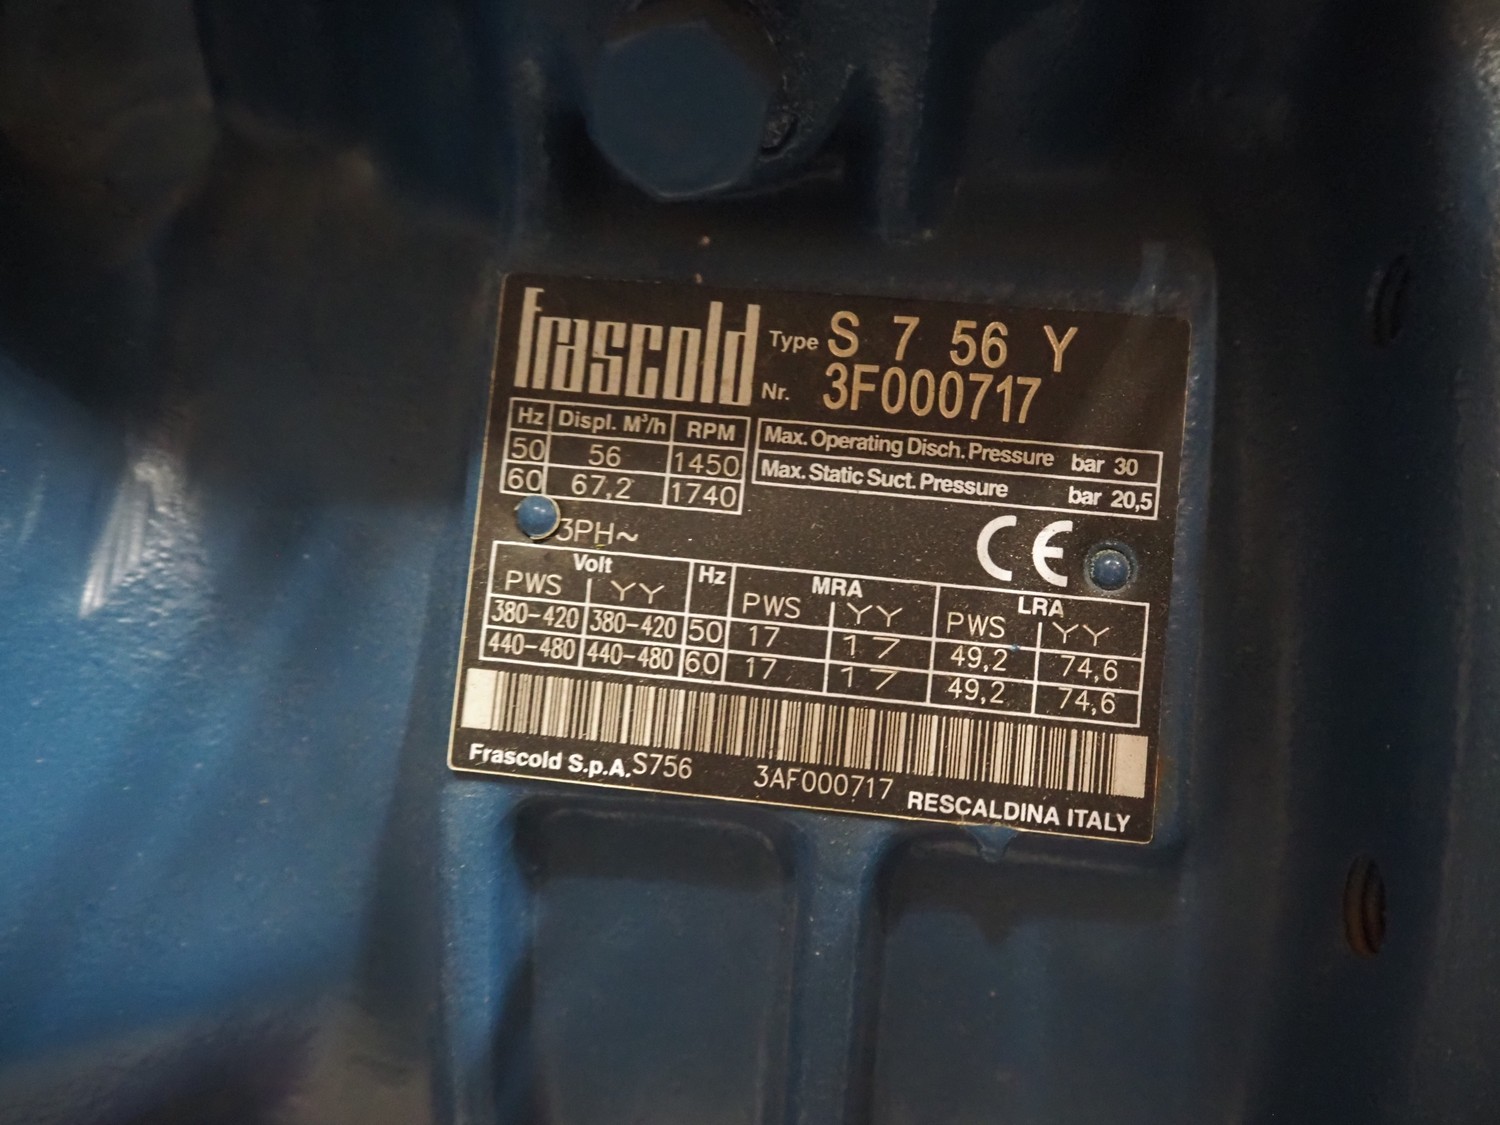 frascold
Type S 7 56 Y
Nr. 3F000717
Hz Displ. M³/h RPM
50 56 1450
60 67,2 1740
Max. Operating Disch. Pressure bar 30
Max. Static Suct. Pressure bar 20,5
3PH~
CE
Volt Hz MRA LRA
PWS YY PWS YY PWS YY
380-420 380-420 50 17 17 49,2 74,6
440-480 440-480 60 17 17 49,2 74,6
Frascold S.p.A. S756 3AF000717 RESCALDINA ITALY